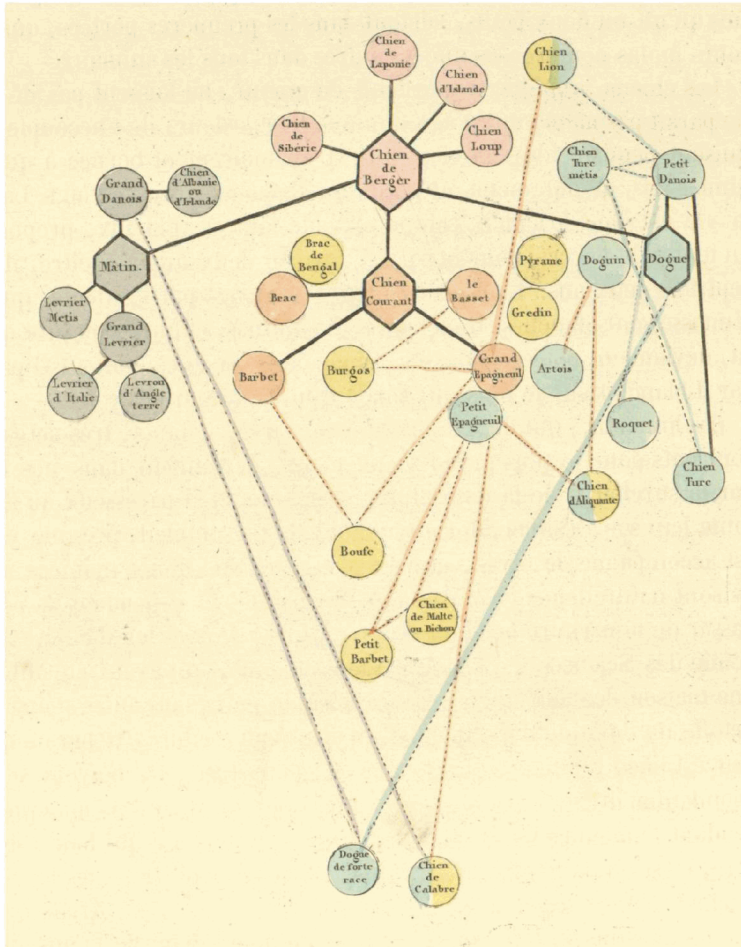 Chien
de
Laponie
Chien
Lion
Chien
d'Islande
Chien
de
Sibérie
Chien
Loup
Chien
de
Berger
Chien
Turc
métis
Petit
Danois
Grand
Danois
Chien
d'Albanie
ou
d'Irlande
Mâtin.
Brac
de
Bengal
Pyrame
Doguin
Dogue
Levrier
Metis
Brac
Chien
Courant
le
Basset
Gredin
Grand
Levrier
Levrier
d'Italie
Levron
d'Angle
terre
Barbet
Burgos
Grand
Epagneuil
Artois
Petit
Epagneuil
Roquet
Chien
Turc
Chien
d'Aliquante
Boufe
Chien
de Malte
ou Bichon
Petit
Barbet
Dogue
de forte
race
Chien
de
Calabre